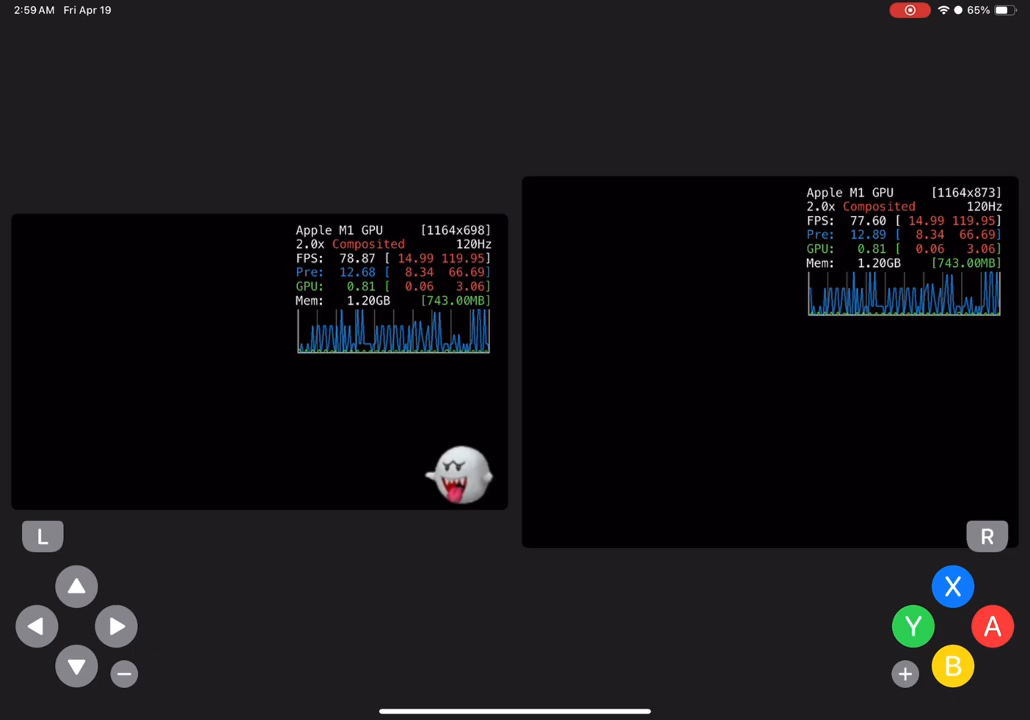 2:59 AM Fri Apr 19
65%
Apple M1 GPU [1164x698]
2.0x Composited 120Hz
FPS: 78.87 [ 14.99 119.95]
Pre: 12.68 [ 8.34 66.69]
GPU: 0.81 [ 0.06 3.06]
Mem: 1.20GB [743.00MB]
Apple M1 GPU [1164x873]
2.0x Composited 120Hz
FPS: 77.60 [ 14.99 119.95]
Pre: 12.89 [ 8.34 66.69]
GPU: 0.81 [ 0.06 3.06]
Mem: 1.20GB [743.00MB]
L
R
X
Y
A
B